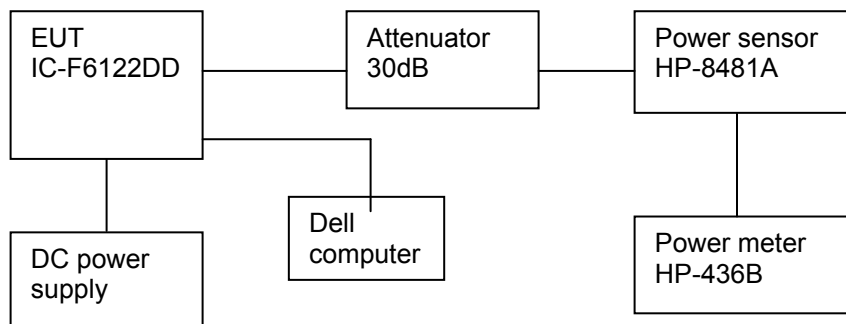 EUT
IC-F6122DD
Attenuator
30dB
Power sensor
HP-8481A
Dell
computer
DC power
supply
Power meter
HP-436B